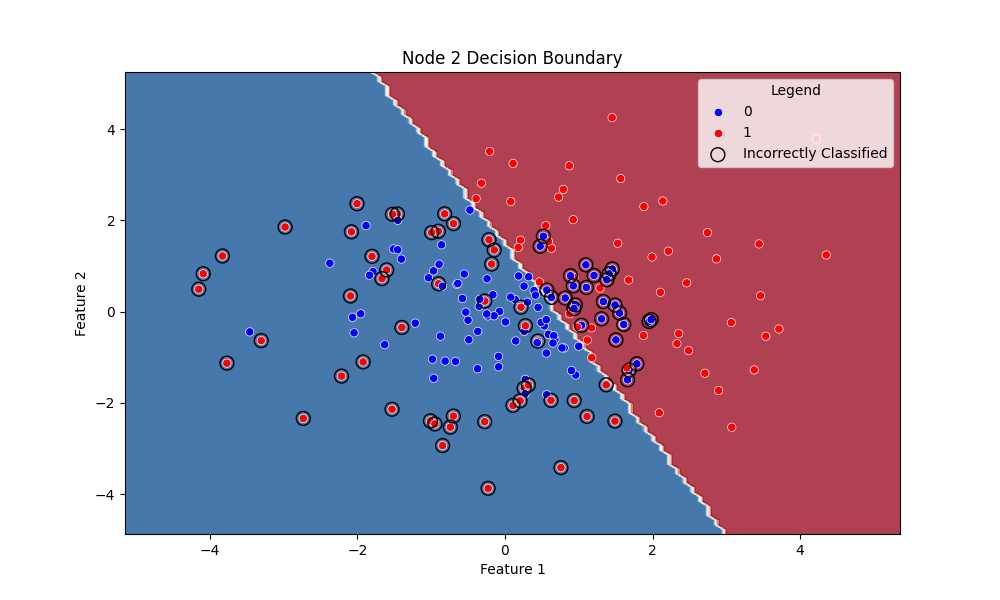 Node 2 Decision Boundary
Legend
0
1
Incorrectly Classified
Feature 2
4
2
0
−2
−4
−4
−2
0
2
4
Feature 1